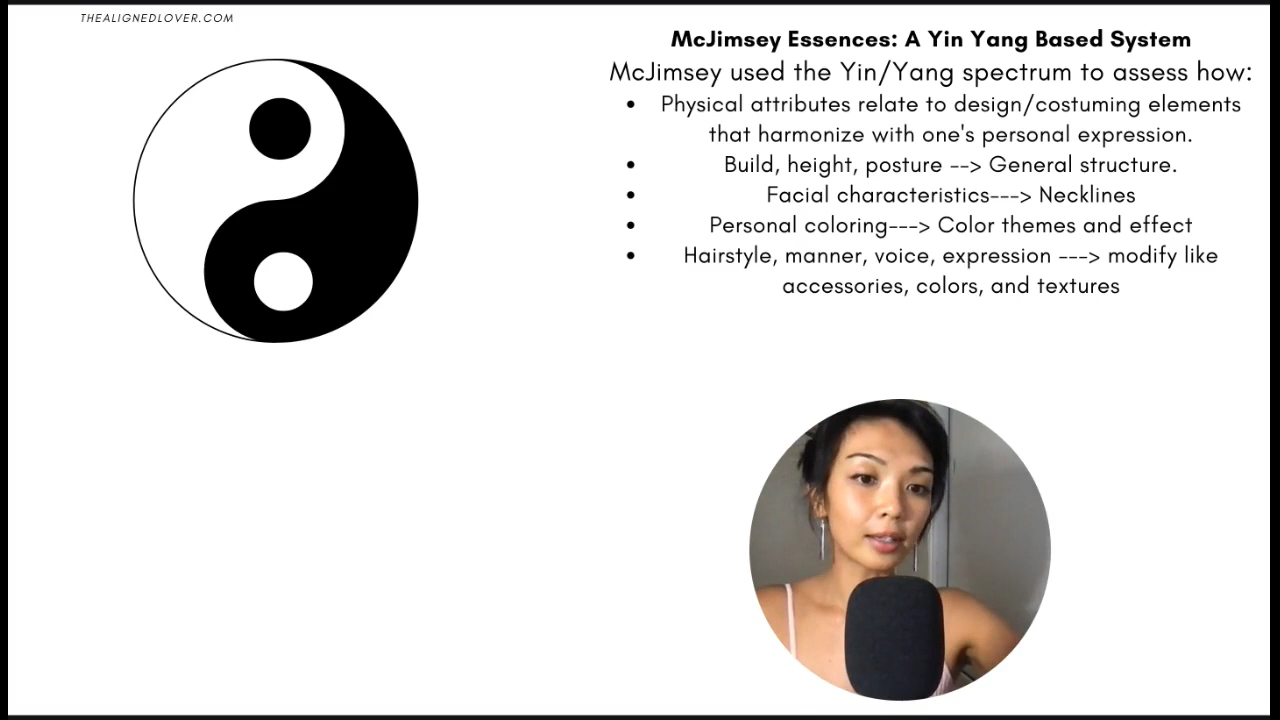 THEALIGNEDLOVER.COM
McJimsey Essences: A Yin Yang Based System
McJimsey used the Yin/Yang spectrum to assess how:
• Physical attributes relate to design/costuming elements
that harmonize with one's personal expression.
• Build, height, posture --> General structure.
• Facial characteristics---> Necklines
• Personal coloring---> Color themes and effect
• Hairstyle, manner, voice, expression ---> modify like
accessories, colors, and textures